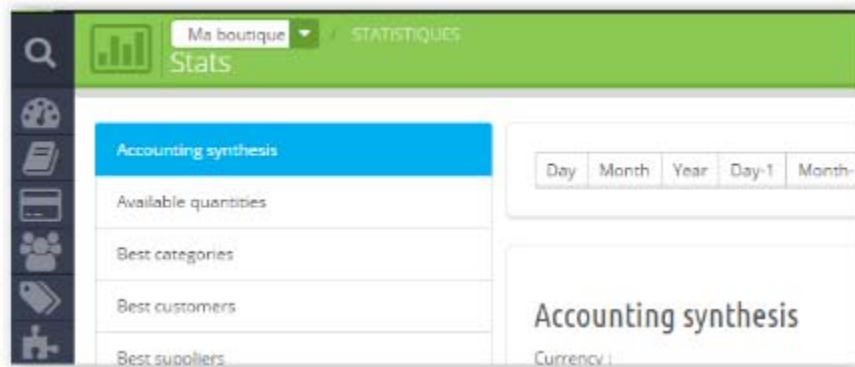 Ma boutique / STATISTIQUES
Stats
Accounting synthesis
Available quantities
Best categories
Best customers
Best suppliers
Day Month Year Day-1 Month-
Accounting synthesis
Currency :